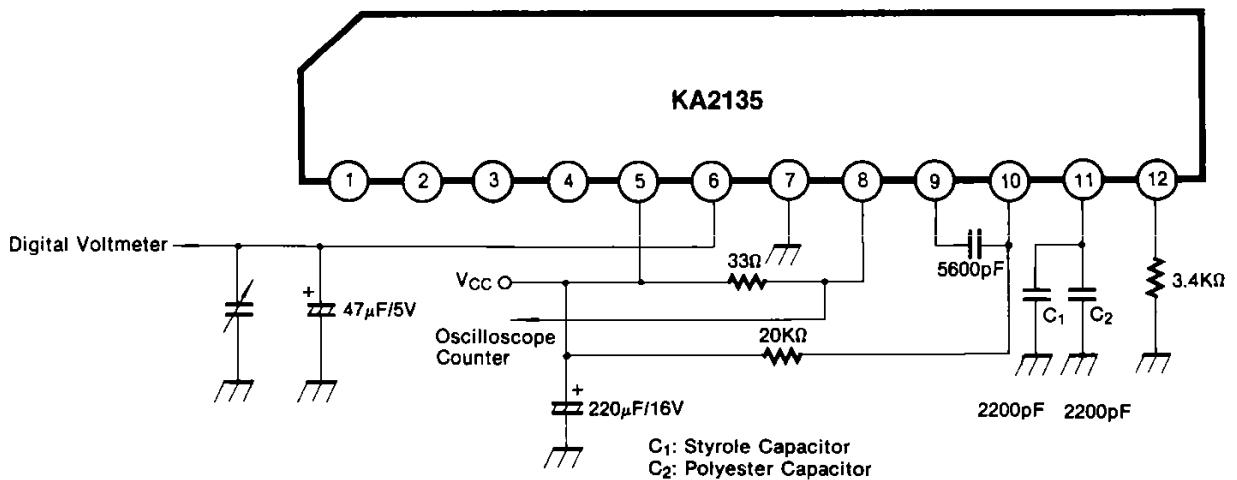 KA2135
1 2 3 4 5 6 7 8 9 10 11 12
Digital Voltmeter
33Ω
5600pF
VCC
+
47μF/5V
3.4KΩ
C1
C2
Oscilloscope
Counter
20KΩ
+
220μF/16V
2200pF 2200pF
C1: Styrole Capacitor
C2: Polyester Capacitor